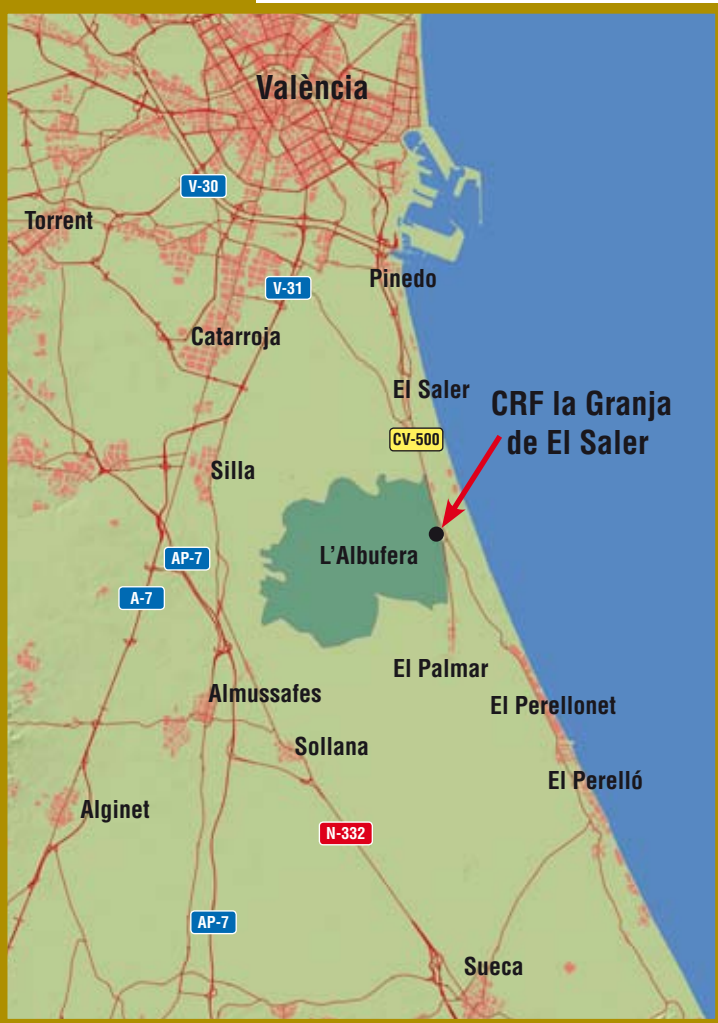 València
V-30
Torrent
Pinedo
V-31
Catarroja
El Saler
CRF la Granja
de El Saler
CV-500
Silla
L'Albufera
AP-7
A-7
El Palmar
Almussafes
El Perellonet
Sollana
El Perelló
Alginet
N-332
AP-7
Sueca